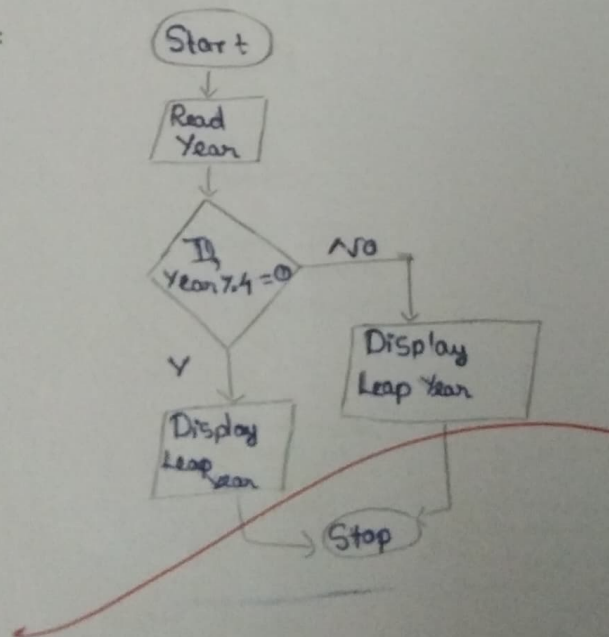 Start
Read
Year
If
Year%4=0
No
Y
Display
Leap Year
Display
Leap
Year
Stop